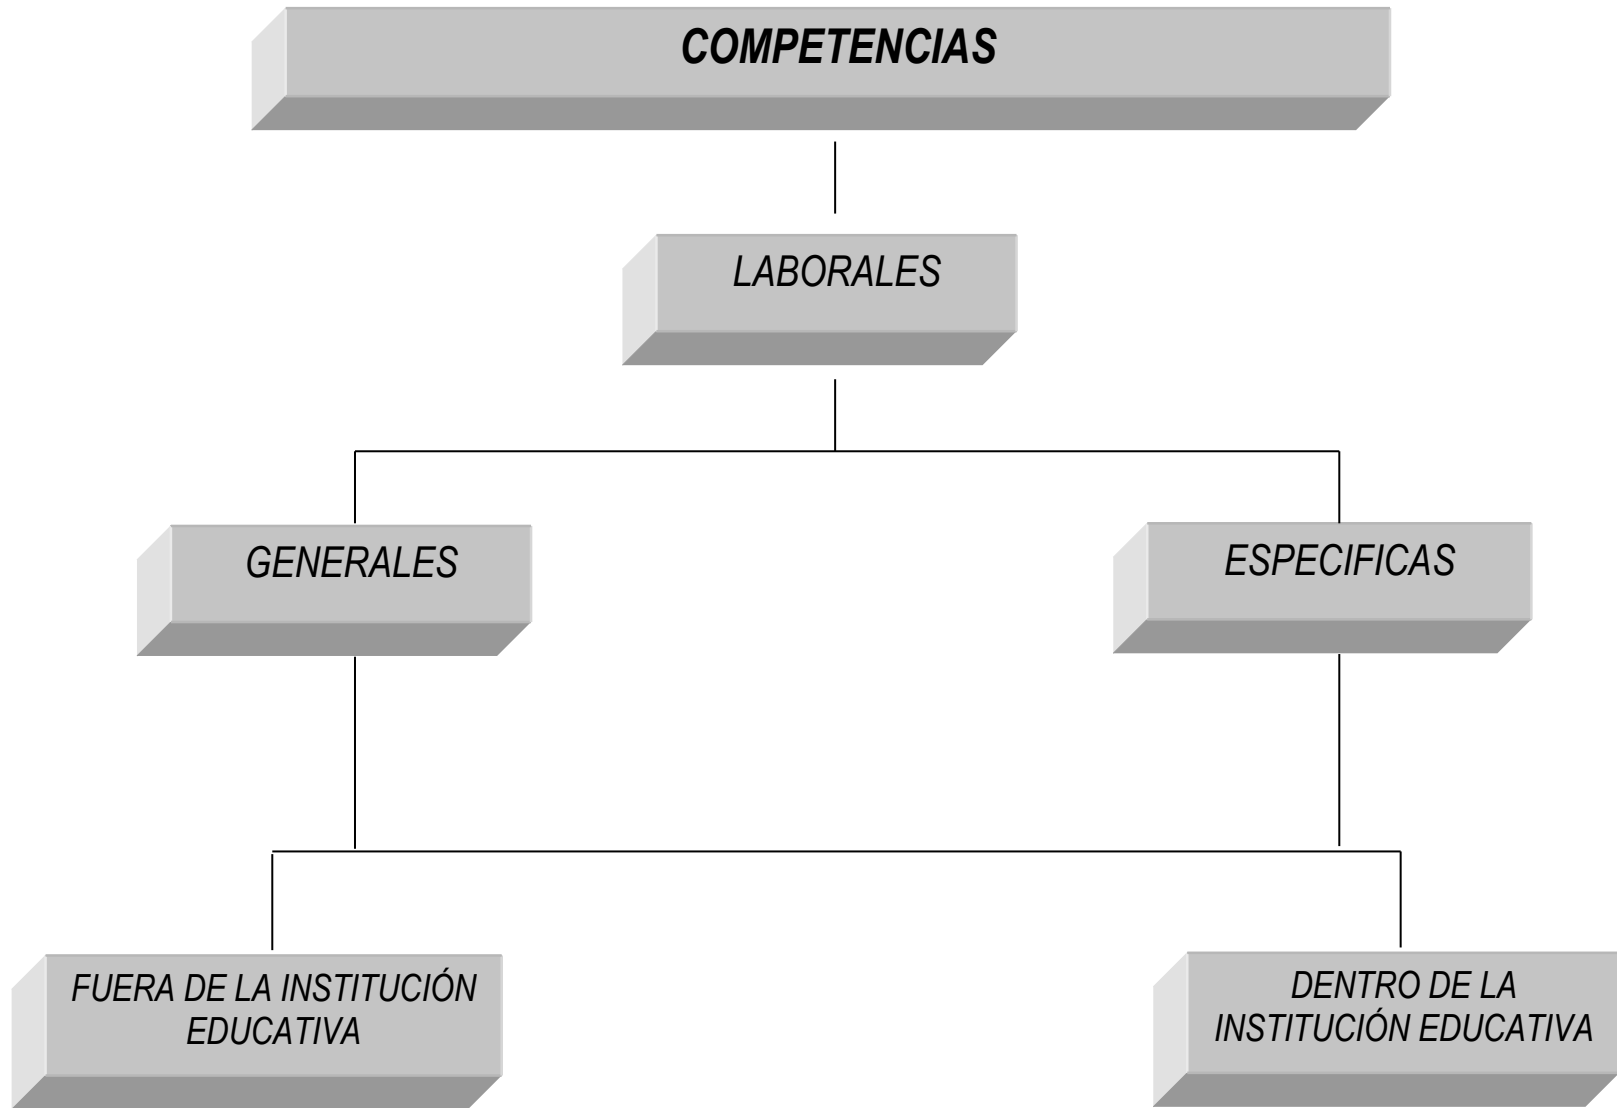 COMPETENCIAS
LABORALES
GENERALES
ESPECIFICAS
FUERA DE LA INSTITUCIÓN
EDUCATIVA
DENTRO DE LA
INSTITUCIÓN EDUCATIVA